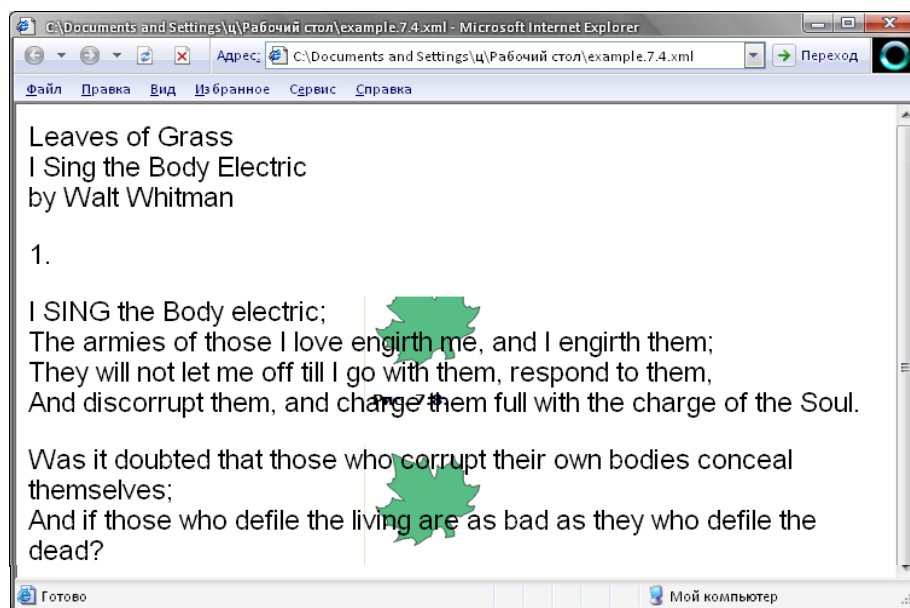 C:\Documents and Settings\ц\Рабочий стол\example.7.4.xml - Microsoft Internet Explorer
Адрес: C:\Documents and Settings\ц\Рабочий стол\example.7.4.xml Переход
Файл Правка Вид Избранное Сервис Справка
Leaves of Grass
I Sing the Body Electric
by Walt Whitman
1.
I SING the Body electric;
The armies of those I love engirth me, and I engirth them;
They will not let me off till I go with them, respond to them,
And discorrupt them, and charge them full with the charge of the Soul.
Рис. 7.8.
Was it doubted that those who corrupt their own bodies conceal
themselves;
And if those who defile the living are as bad as they who defile the
dead?
Готово Мой компьютер